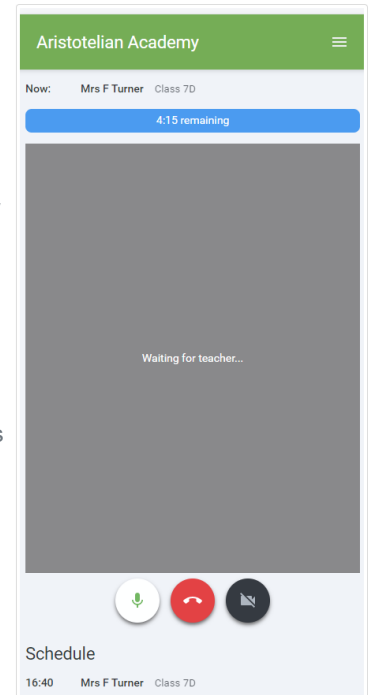 Aristotelian Academy
Now: Mrs F Turner Class 7D
4:15 remaining
Waiting for teacher...
s
Schedule
16:40 Mrs F Turner Class 7D